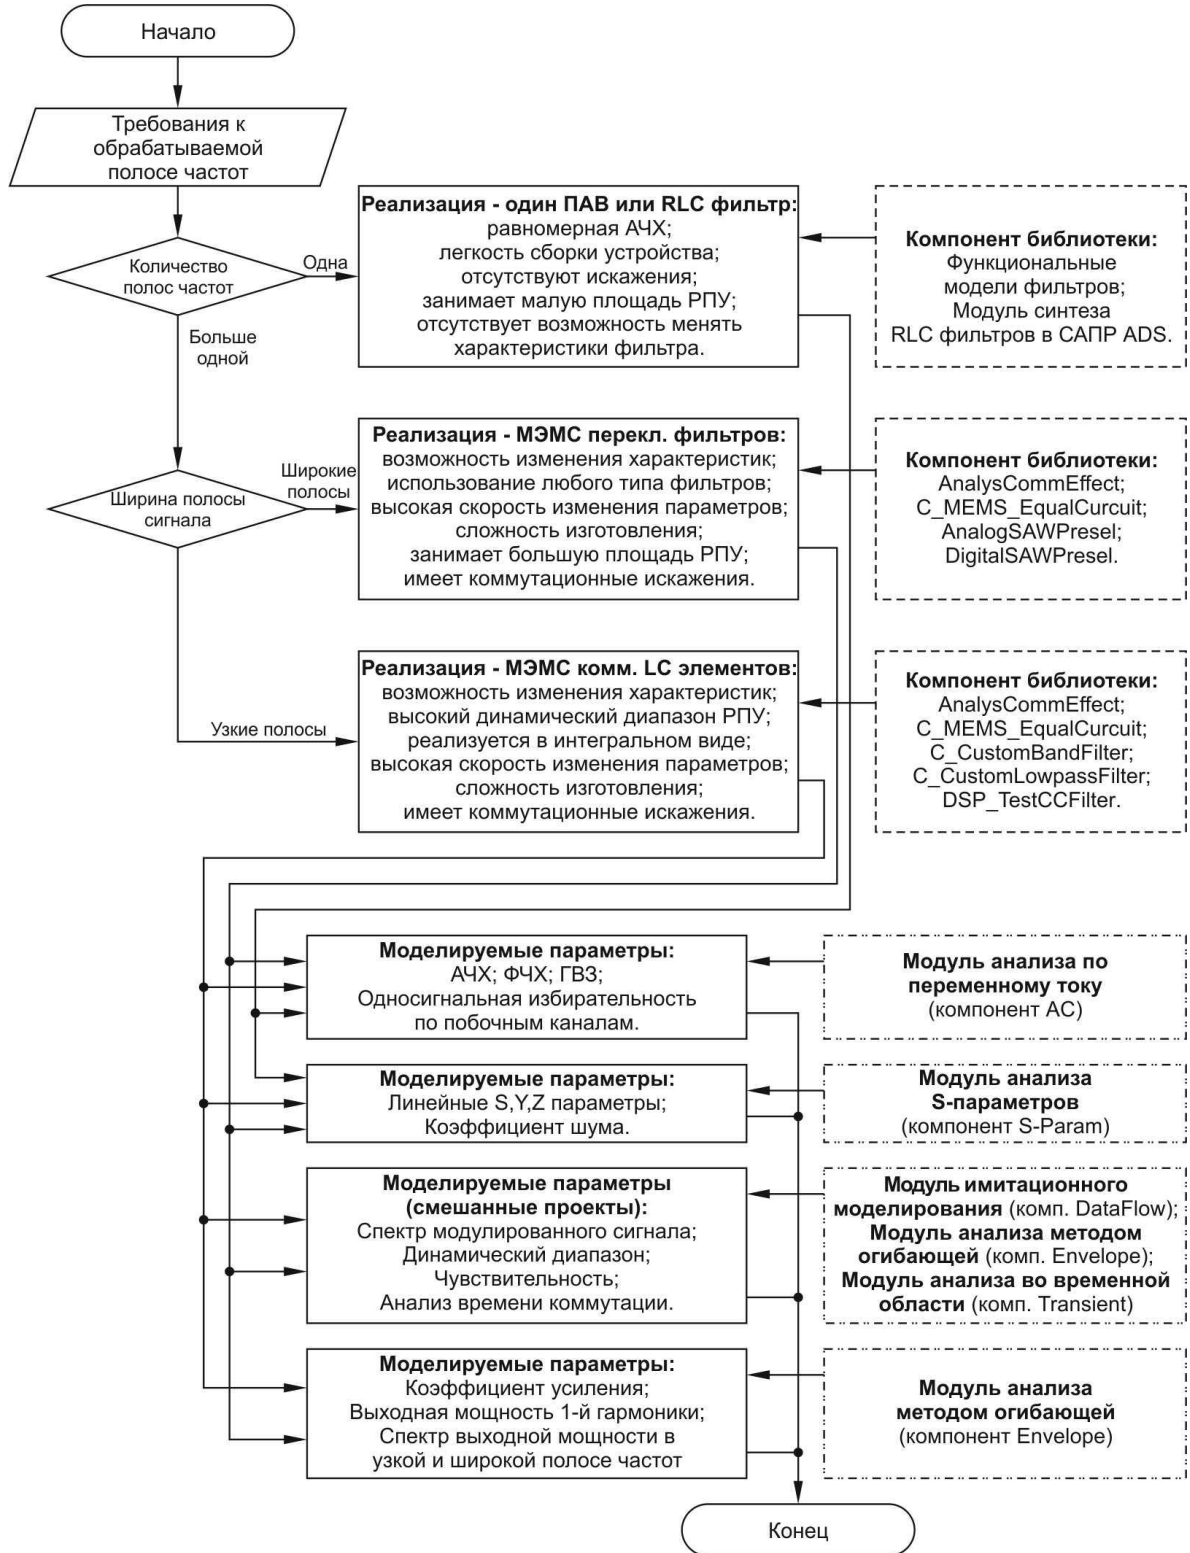 Начало
Требования к
обрабатываемой
полосе частот
Количество
полос частот
Одна
Больше
одной
Реализация - один ПАВ или RLC фильтр:
равномерная АЧХ;
легкость сборки устройства;
отсутствуют искажения;
занимает малую площадь РПУ;
отсутствует возможность менять
характеристики фильтра.
Компонент библиотеки:
Функциональные
модели фильтров;
Модуль синтеза
RLC фильтров в САПР ADS.
Ширина полосы
сигнала
Широкие
полосы
Узкие полосы
Реализация - МЭМС перекл. фильтров:
возможность изменения характеристик;
использование любого типа фильтров;
высокая скорость изменения параметров;
сложность изготовления;
занимает большую площадь РПУ;
имеет коммутационные искажения.
Компонент библиотеки:
AnalysCommEffect;
C_MEMS_EqualCurcuit;
AnalogSAWPresel;
DigitalSAWPresel.
Реализация - МЭМС комм. LC элементов:
возможность изменения характеристик;
высокий динамический диапазон РПУ;
реализуется в интегральном виде;
высокая скорость изменения параметров;
сложность изготовления;
имеет коммутационные искажения.
Компонент библиотеки:
AnalysCommEffect;
C_MEMS_EqualCurcuit;
C_CustomBandFilter;
C_CustomLowpassFilter;
DSP_TestCCFilter.
Моделируемые параметры:
АЧХ; ФЧХ; ГВЗ;
Односигнальная избирательность
по побочным каналам.
Модуль анализа по
переменному току
(компонент AC)
Моделируемые параметры:
Линейные S,Y,Z параметры;
Коэффициент шума.
Модуль анализа
S-параметров
(компонент S-Param)
Моделируемые параметры
(смешанные проекты):
Спектр модулированного сигнала;
Динамический диапазон;
Чувствительность;
Анализ времени коммутации.
Модуль имитационного
моделирования (комп. DataFlow);
Модуль анализа методом
огибающей (комп. Envelope);
Модуль анализа во временной
области (комп. Transient)
Моделируемые параметры:
Коэффициент усиления;
Выходная мощность 1-й гармоники;
Спектр выходной мощности в
узкой и широкой полосе частот
Модуль анализа
методом огибающей
(компонент Envelope)
Конец